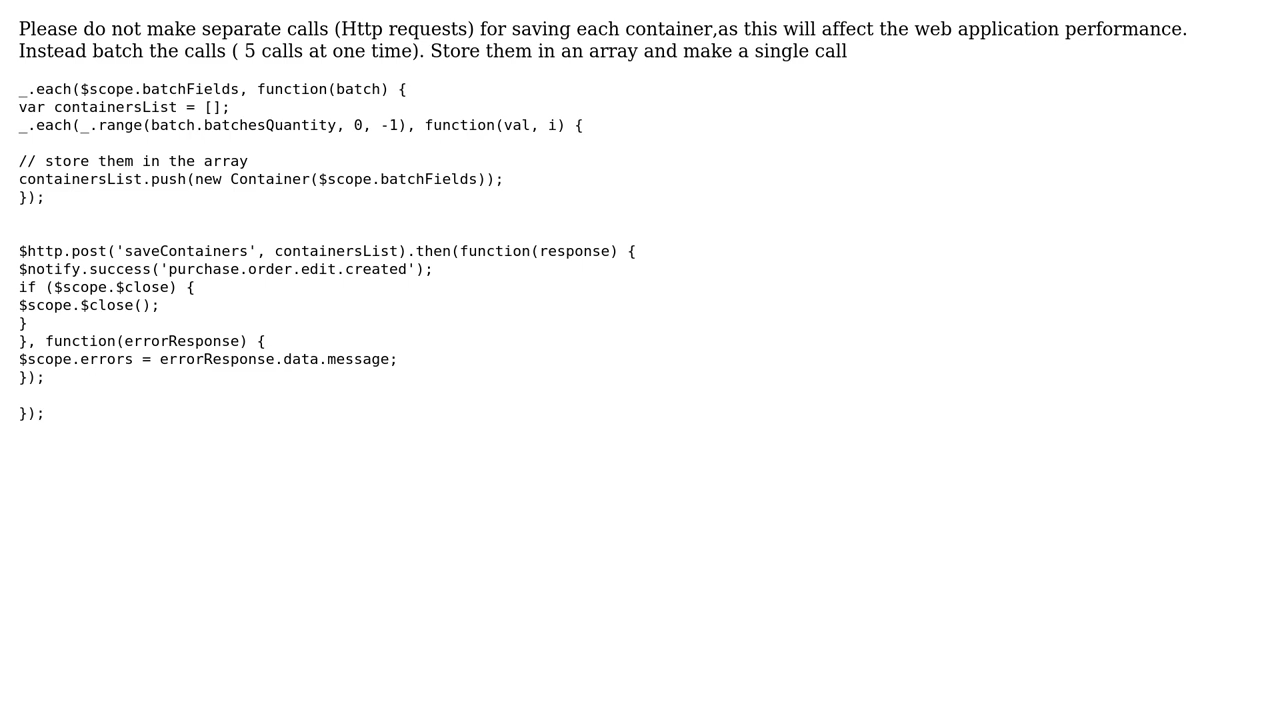 Please do not make separate calls (Http requests) for saving each container,as this will affect the web application performance.
Instead batch the calls ( 5 calls at one time). Store them in an array and make a single call
_.each($scope.batchFields, function(batch) {
var containersList = [];
_.each(_.range(batch.batchesQuantity, 0, -1), function(val, i) {
// store them in the array
containersList.push(new Container($scope.batchFields));
});
$http.post('saveContainers', containersList).then(function(response) {
$notify.success('purchase.order.edit.created');
if ($scope.$close) {
$scope.$close();
}
}, function(errorResponse) {
$scope.errors = errorResponse.data.message;
});
});